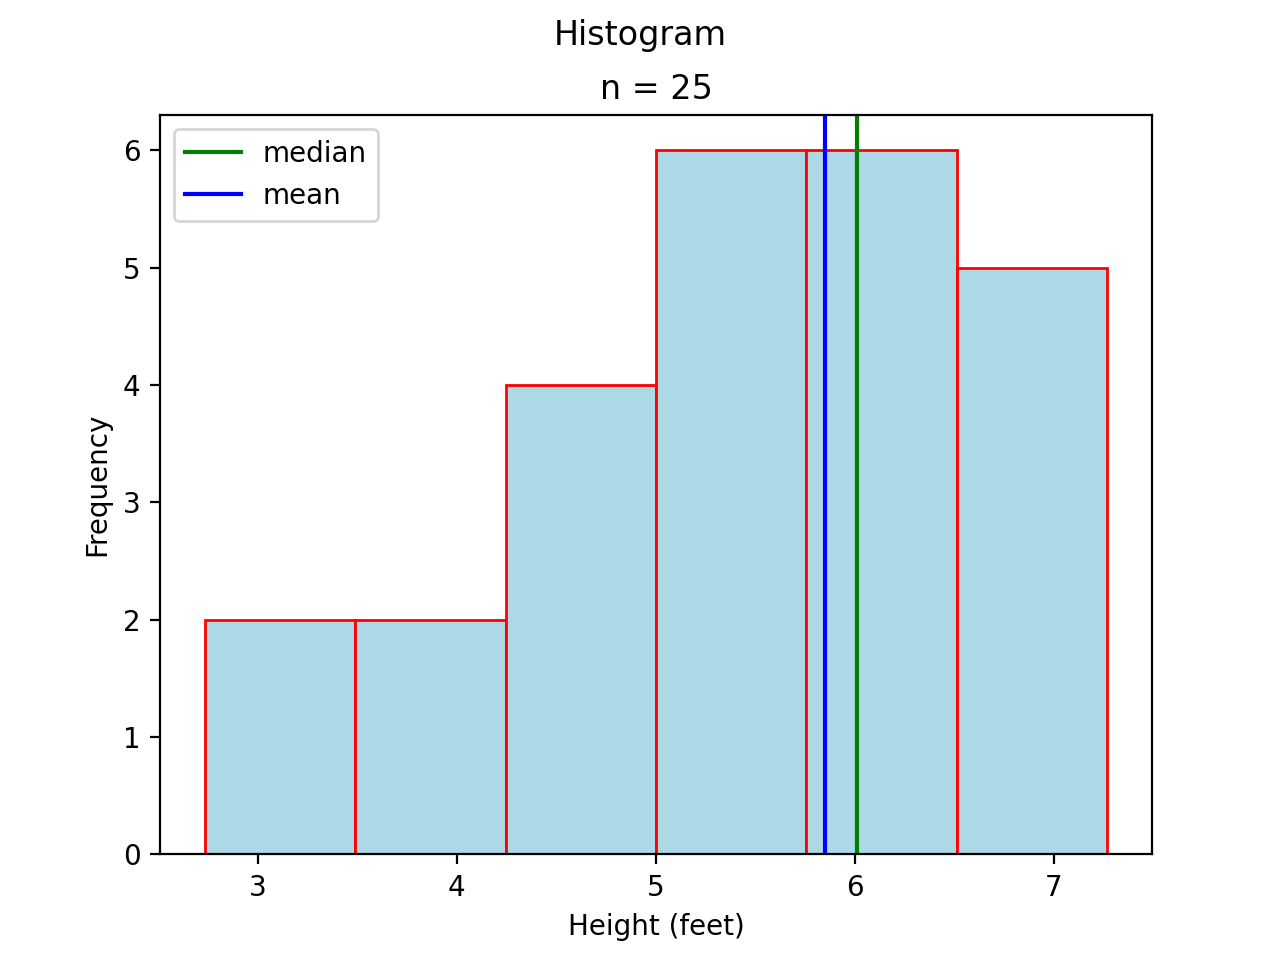 Histogram
n = 25
median
mean
6
5
4
3
2
1
0
Frequency
3 4 5 6 7
Height (feet)